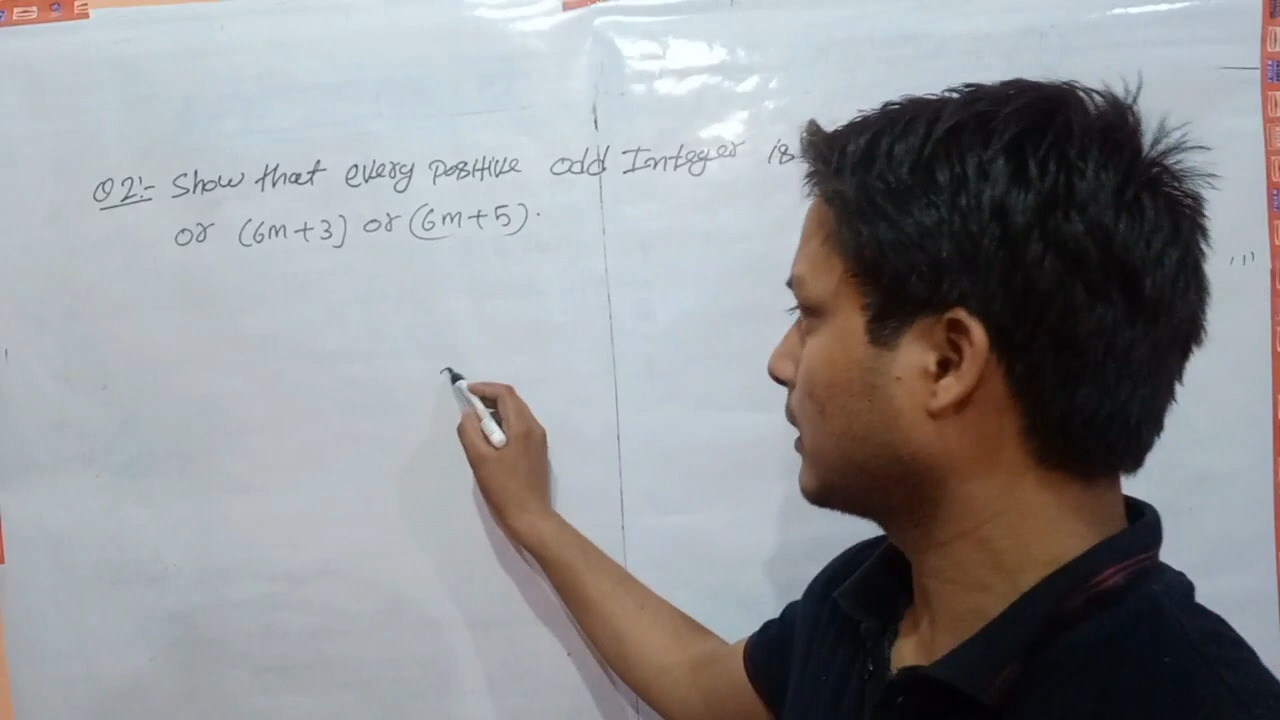 Q2:- Show that every positive odd Integer is
or (6m+3) or (6m+5).